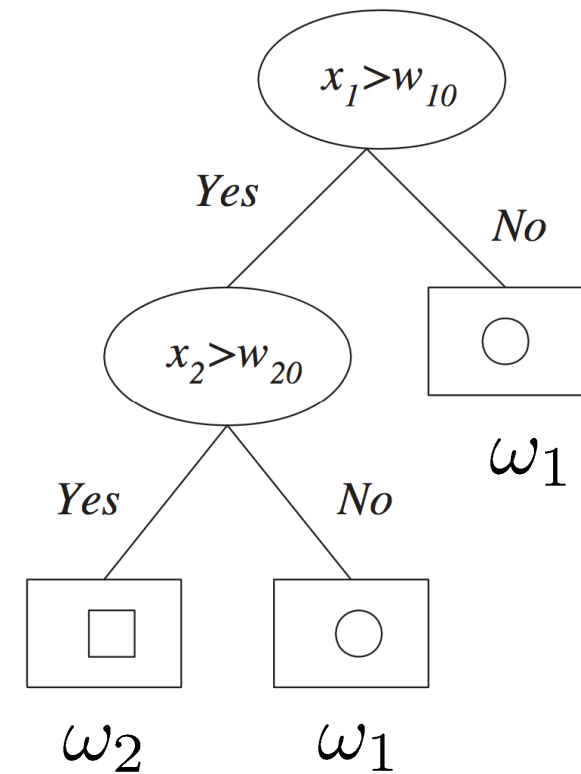 x₁>w₁₀
Yes
No
x₂>w₂₀
ω₁
Yes
No
ω₂
ω₁